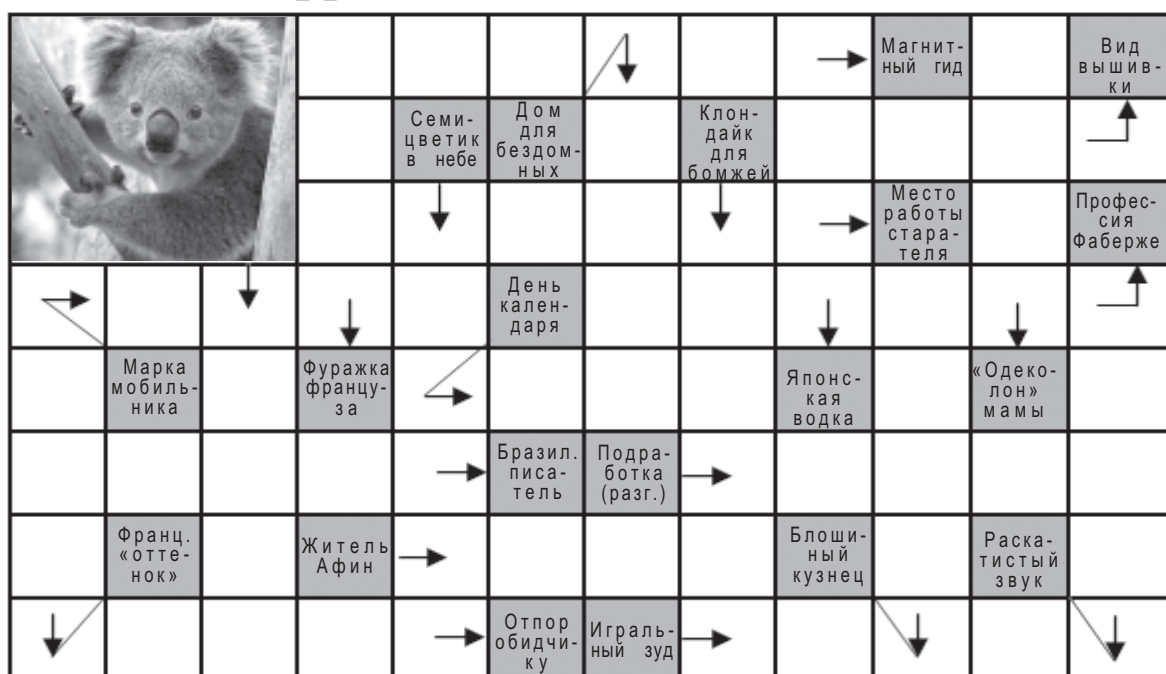 Магнит-
ный гид
Вид
вышив-
ки
Семи-
цветик
в небе
Дом
для
бездом-
ных
Клон-
дайк
для
бомжей
Место
работы
стара-
теля
Профес-
сия
Фаберже
День
кален-
даря
Марка
мобиль-
ника
Фуражка
францу-
за
Японс-
кая
водка
«Одеко-
лон»
мамы
Бразил.
писа-
тель
Подра-
ботка
(разг.)
Франц.
«отте-
нок»
Житель
Афин
Блоши-
ный
кузнец
Раска-
тистый
звук
Отпор
обидчи-
ку
Играль-
ный зуд